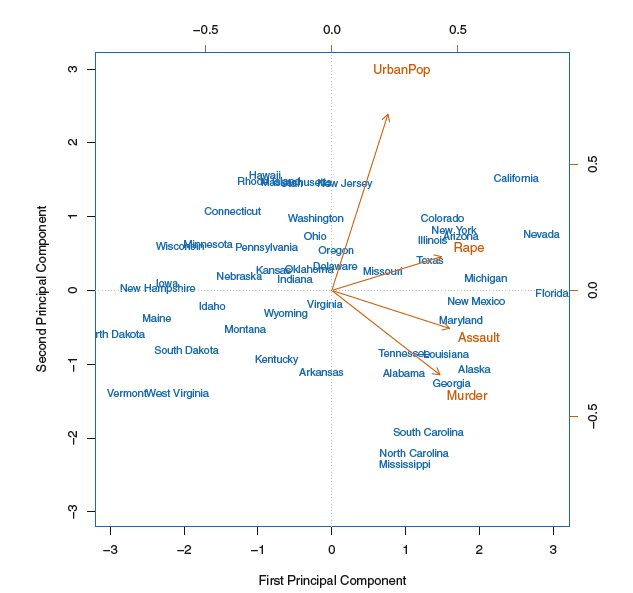 −0.5 0.0 0.5
UrbanPop
3
2
Hawaii
California
Rhode Island Massachusetts Utah New Jersey
0.5
Connecticut
1
Washington
Colorado
New York
Ohio
Illinois
Arizona
Nevada
Wisconsin
Minnesota
Pennsylvania
Oregon
Rape
Texas
Delaware
Kansas
Oklahoma
Missouri
Nebraska
Indiana
Michigan
Iowa
New Hampshire
0
Florida
0.0
Virginia
New Mexico
Idaho
Wyoming
Maine
Maryland
Montana
rth Dakota
Assault
South Dakota
Tennessee
Louisiana
Kentucky
−1
Arkansas
Alabama
Alaska
Georgia
Vermont
West Virginia
Murder
−0.5
South Carolina
−2
North Carolina
Mississippi
−3
Second Principal Component
−3 −2 −1 0 1 2 3
First Principal Component